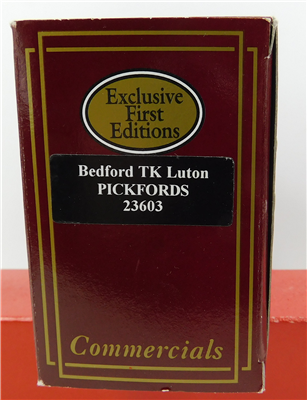 Exclusive
First
Editions
Bedford TK Luton
PICKFORDS
23603
Commercials